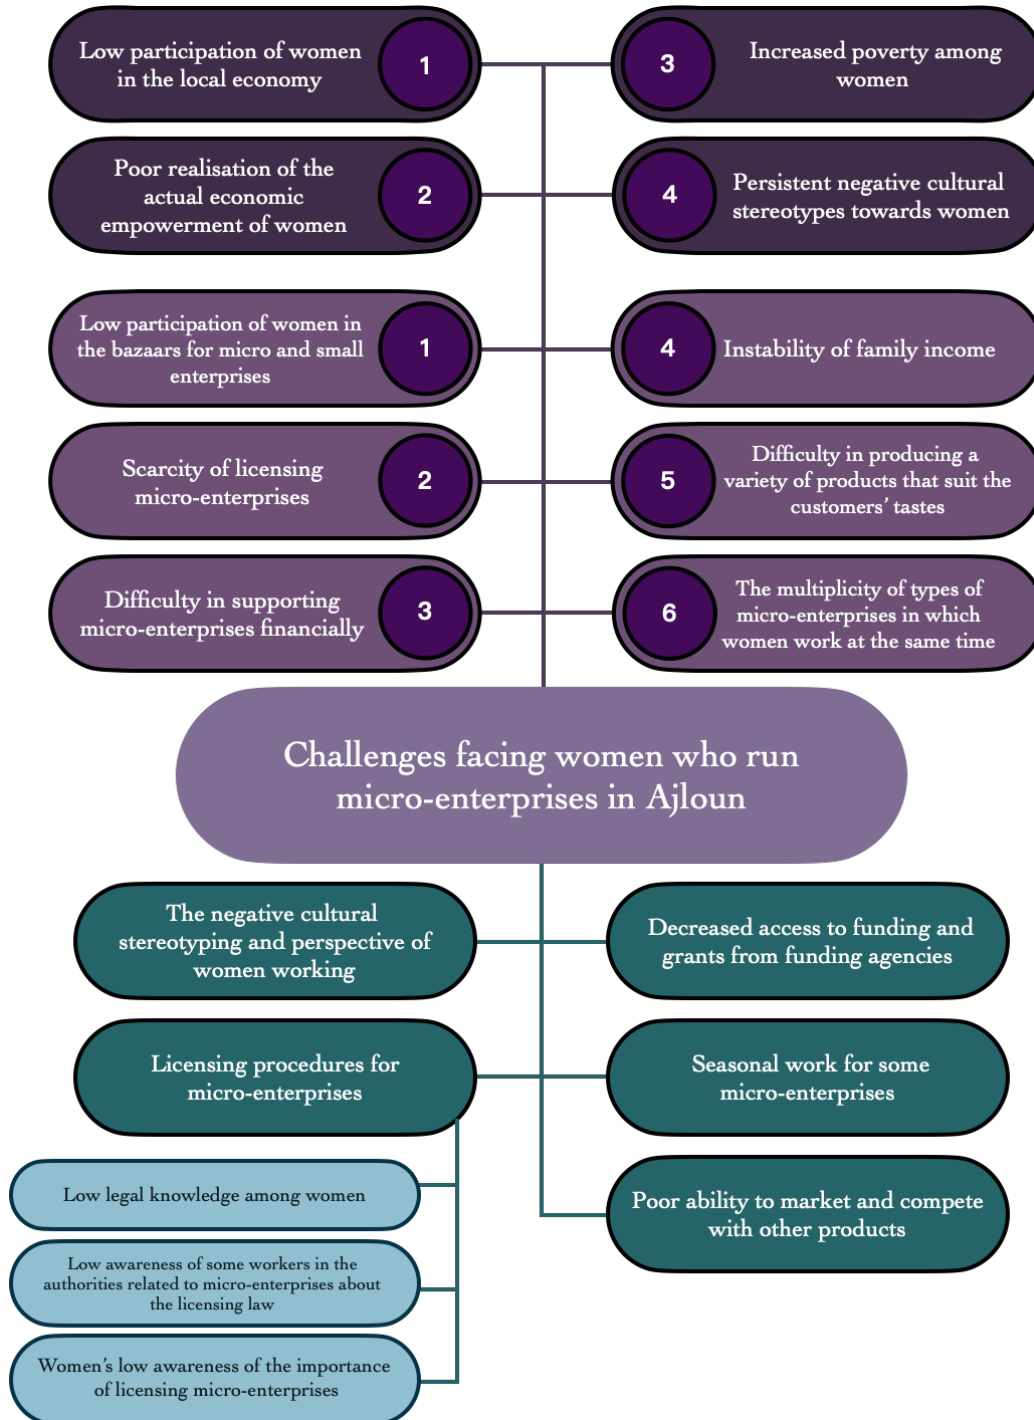 Low participation of women
in the local economy
1
3
Increased poverty among
women
Poor realisation of the
actual economic
empowerment of women
2
4
Persistent negative cultural
stereotypes towards women
Low participation of women in
the bazaars for micro and small
enterprises
1
4
Instability of family income
Scarcity of licensing
micro-enterprises
2
5
Difficulty in producing a
variety of products that suit the
customers’ tastes
Difficulty in supporting
micro-enterprises financially
3
6
The multiplicity of types of
micro-enterprises in which
women work at the same time
Challenges facing women who run
micro-enterprises in Ajloun
The negative cultural
stereotyping and perspective of
women working
Decreased access to funding and
grants from funding agencies
Licensing procedures for
micro-enterprises
Seasonal work for some
micro-enterprises
Low legal knowledge among women
Poor ability to market and compete
with other products
Low awareness of some workers in the
authorities related to micro-enterprises about
the licensing law
Women’s low awareness of the importance
of licensing micro-enterprises